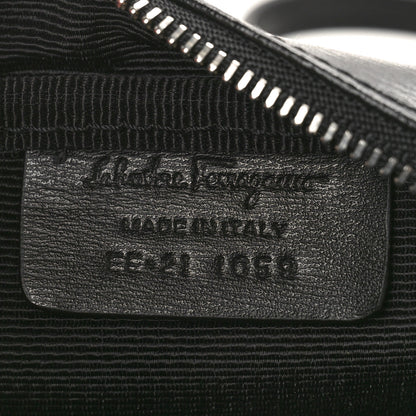 Salvatore Ferragamo
MADE IN ITALY
EE•21 1059